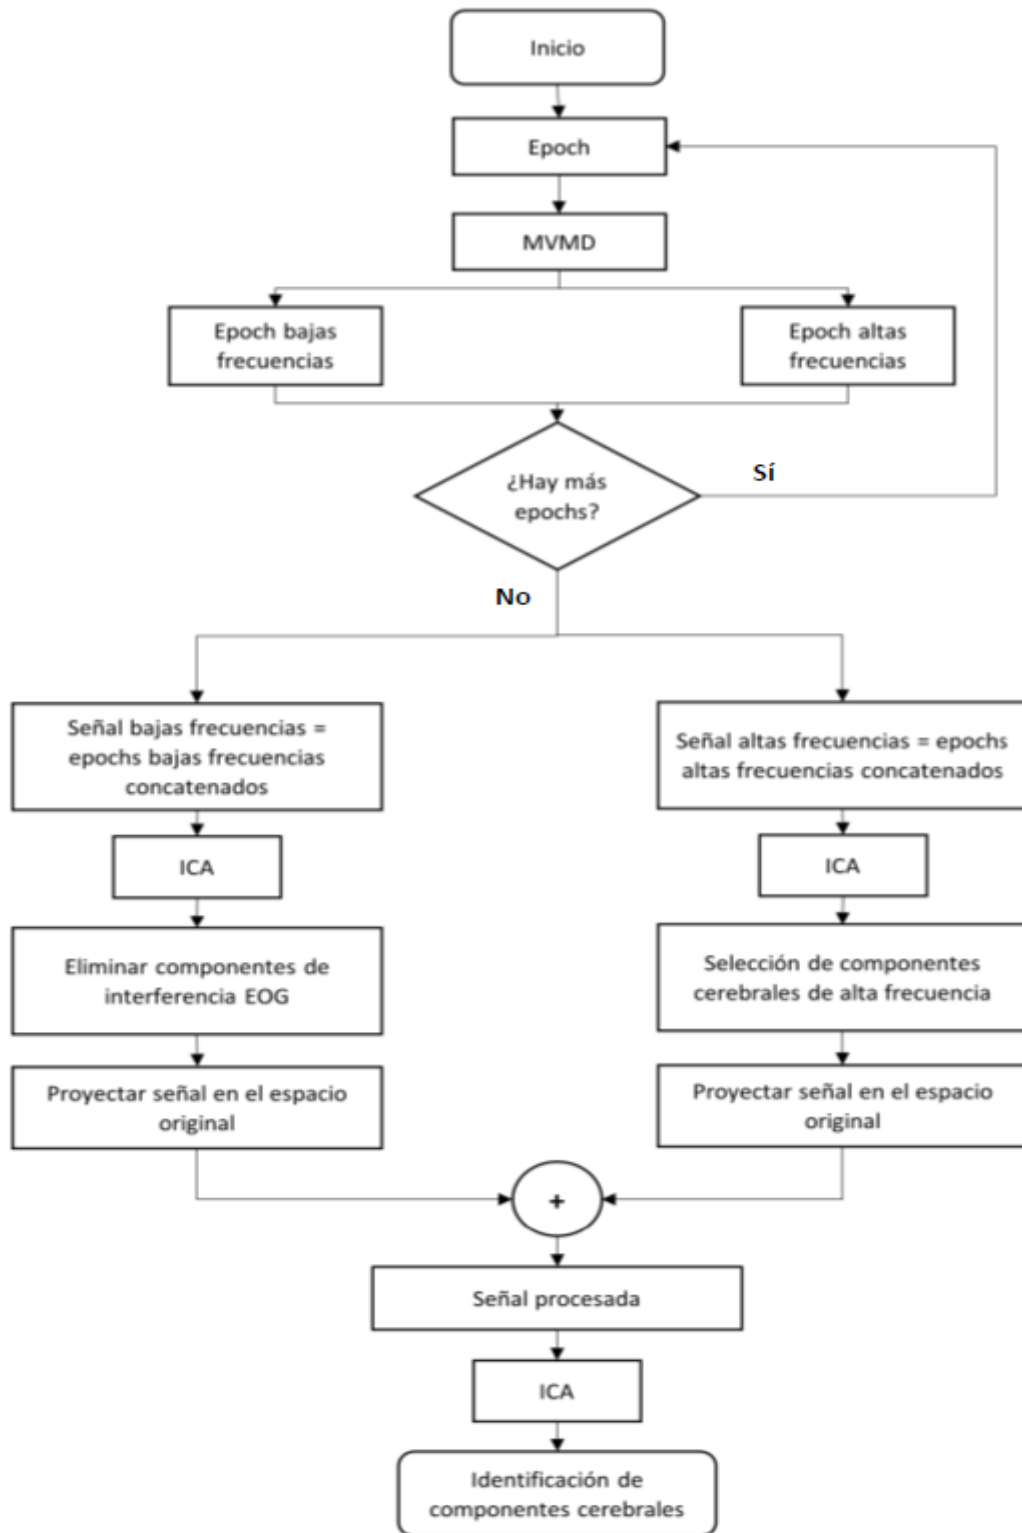 Inicio
Epoch
MVMD
Epoch bajas
frecuencias
Epoch altas
frecuencias
¿Hay más
epochs?
Sí
No
Señal bajas frecuencias =
epochs bajas frecuencias
concatenados
Señal altas frecuencias = epochs
altas frecuencias concatenados
ICA
ICA
Eliminar componentes de
interferencia EOG
Selección de componentes
cerebrales de alta frecuencia
Proyectar señal en el espacio
original
Proyectar señal en el espacio
original
+
Señal procesada
ICA
Identificación de
componentes cerebrales